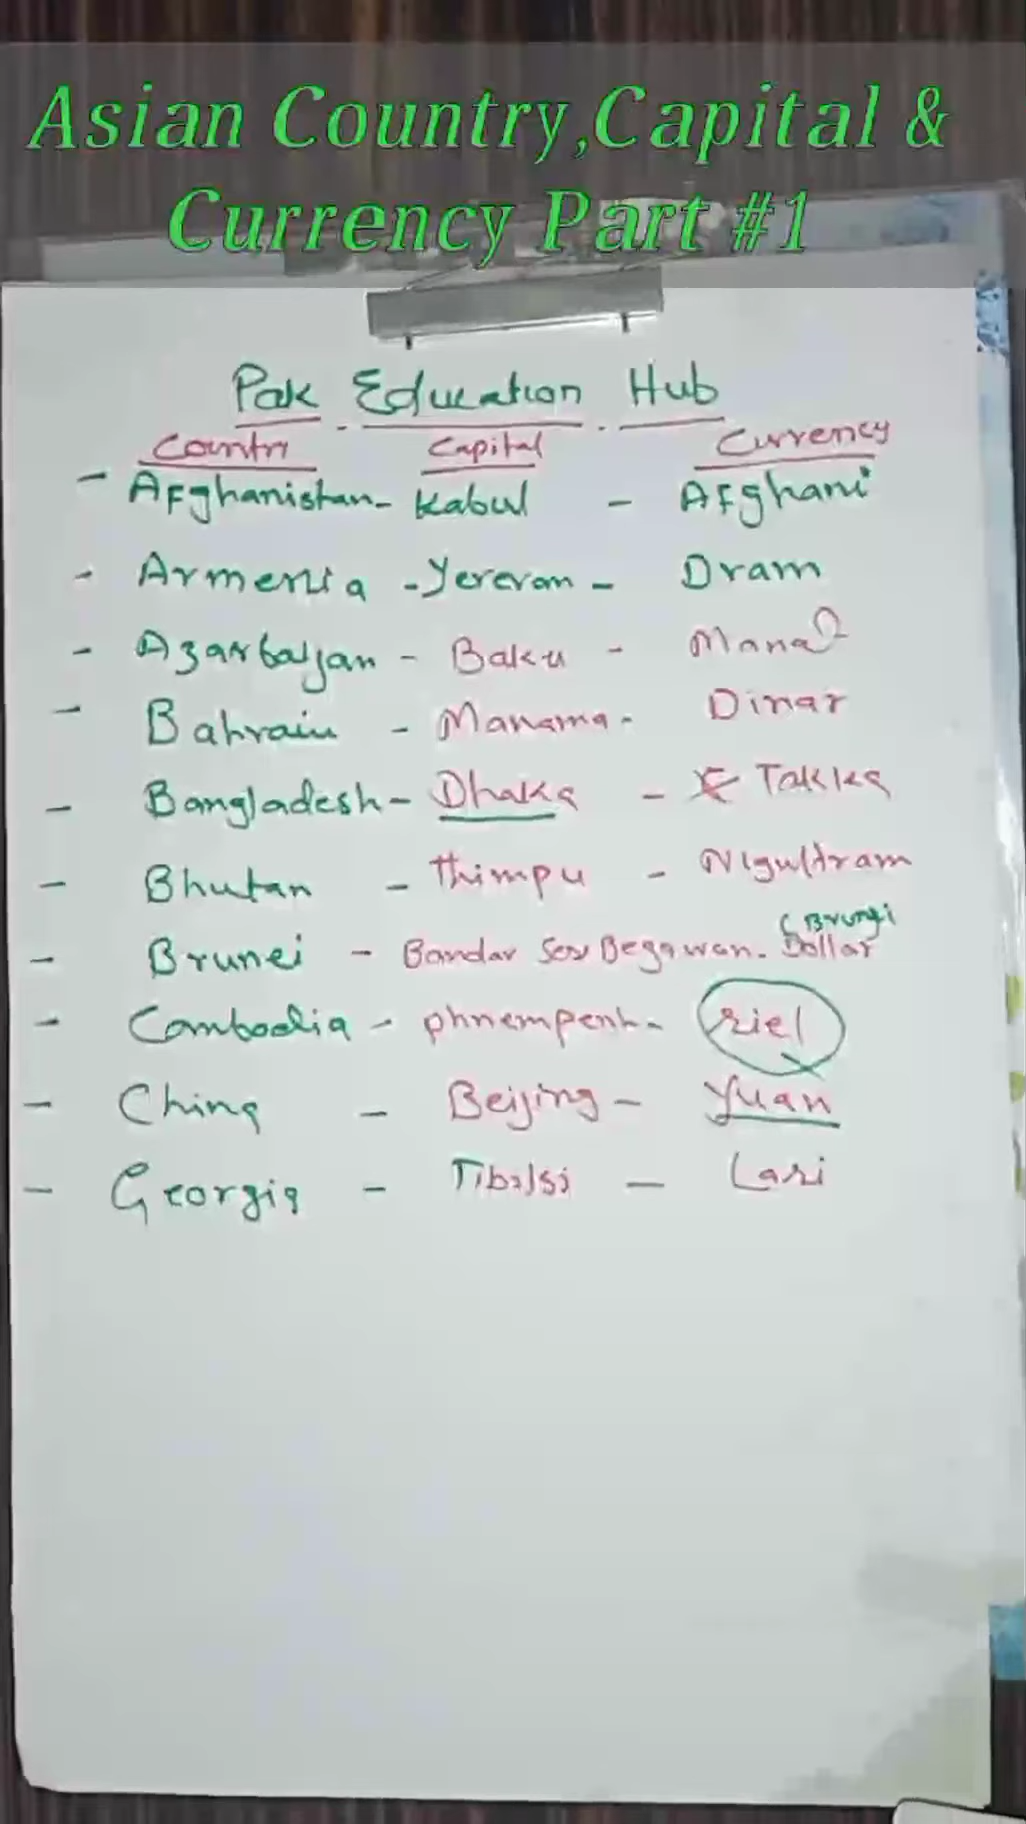 Asian Country,Capital &
Currency Part #1
Pak Education Hub
Country Capital Currency
- Afghanistan - Kabul - Afghani
- Armenia - Yerevan - Dram
- Azarbaijan - Baku - Manat
- Bahrain - Manama - Dinar
- Bangladesh - Dhaka - Takka
- Bhutan - Thimpu - Ngultram
(Brunei
- Brunei - Bandar Seri Begawan - Dollar
- Cambodia - phnempenh - riel
- China - Beijing - Yuan
- Georgia - Tibilsi - Lari